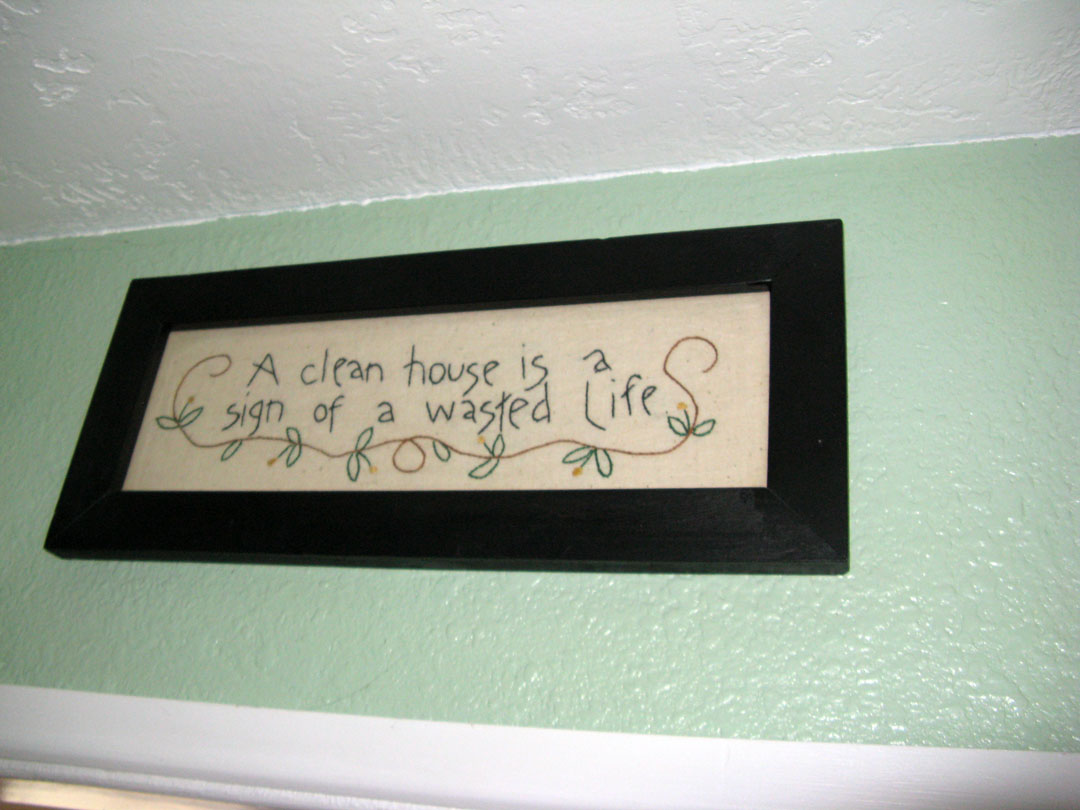 A clean house is a
sign of a wasted Life.